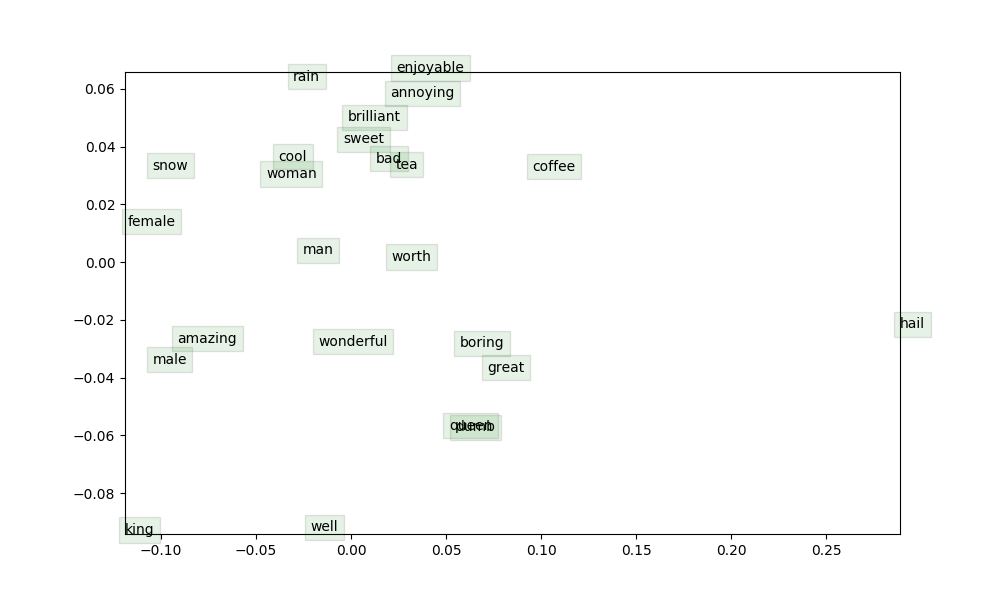 enjoyable
rain
0.06
annoying
brilliant
sweet
0.04
cool
bad
tea
snow
coffee
woman
0.02
female
man
0.00
worth
−0.02
hail
amazing
wonderful
boring
male
great
−0.04
queen
dumb
−0.06
−0.08
well
king
−0.10 −0.05 0.00 0.05 0.10 0.15 0.20 0.25